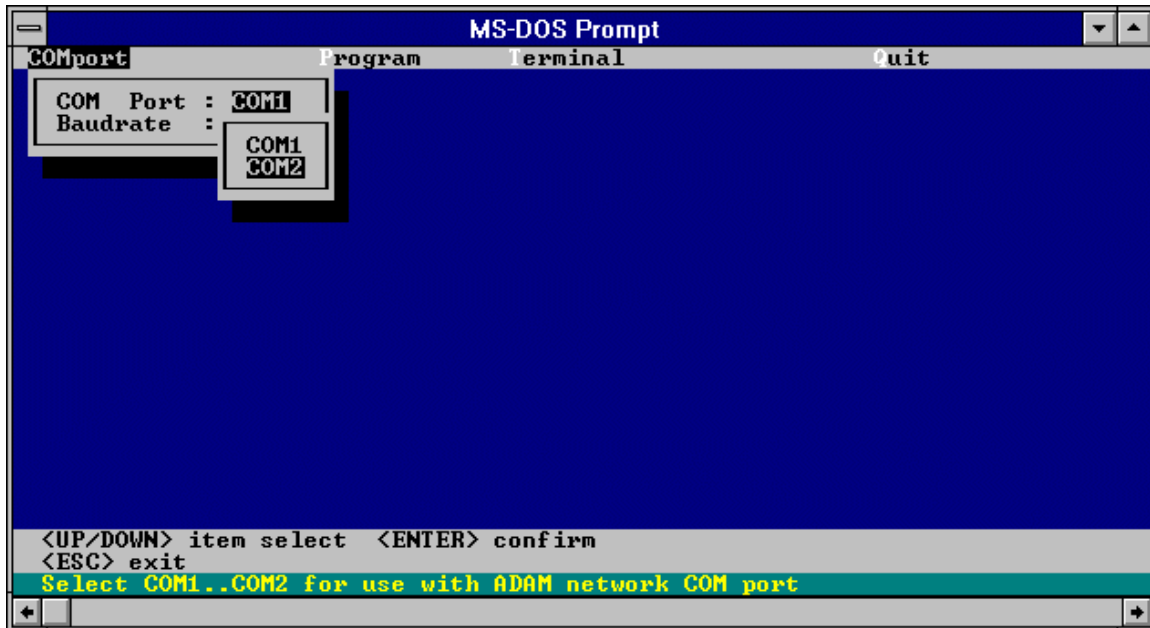 MS-DOS Prompt
COMport Program Terminal Quit
COM Port : COM1
Baudrate :
COM1
COM2
<UP/DOWN> item select <ENTER> confirm
<ESC> exit
Select COM1..COM2 for use with ADAM network COM port